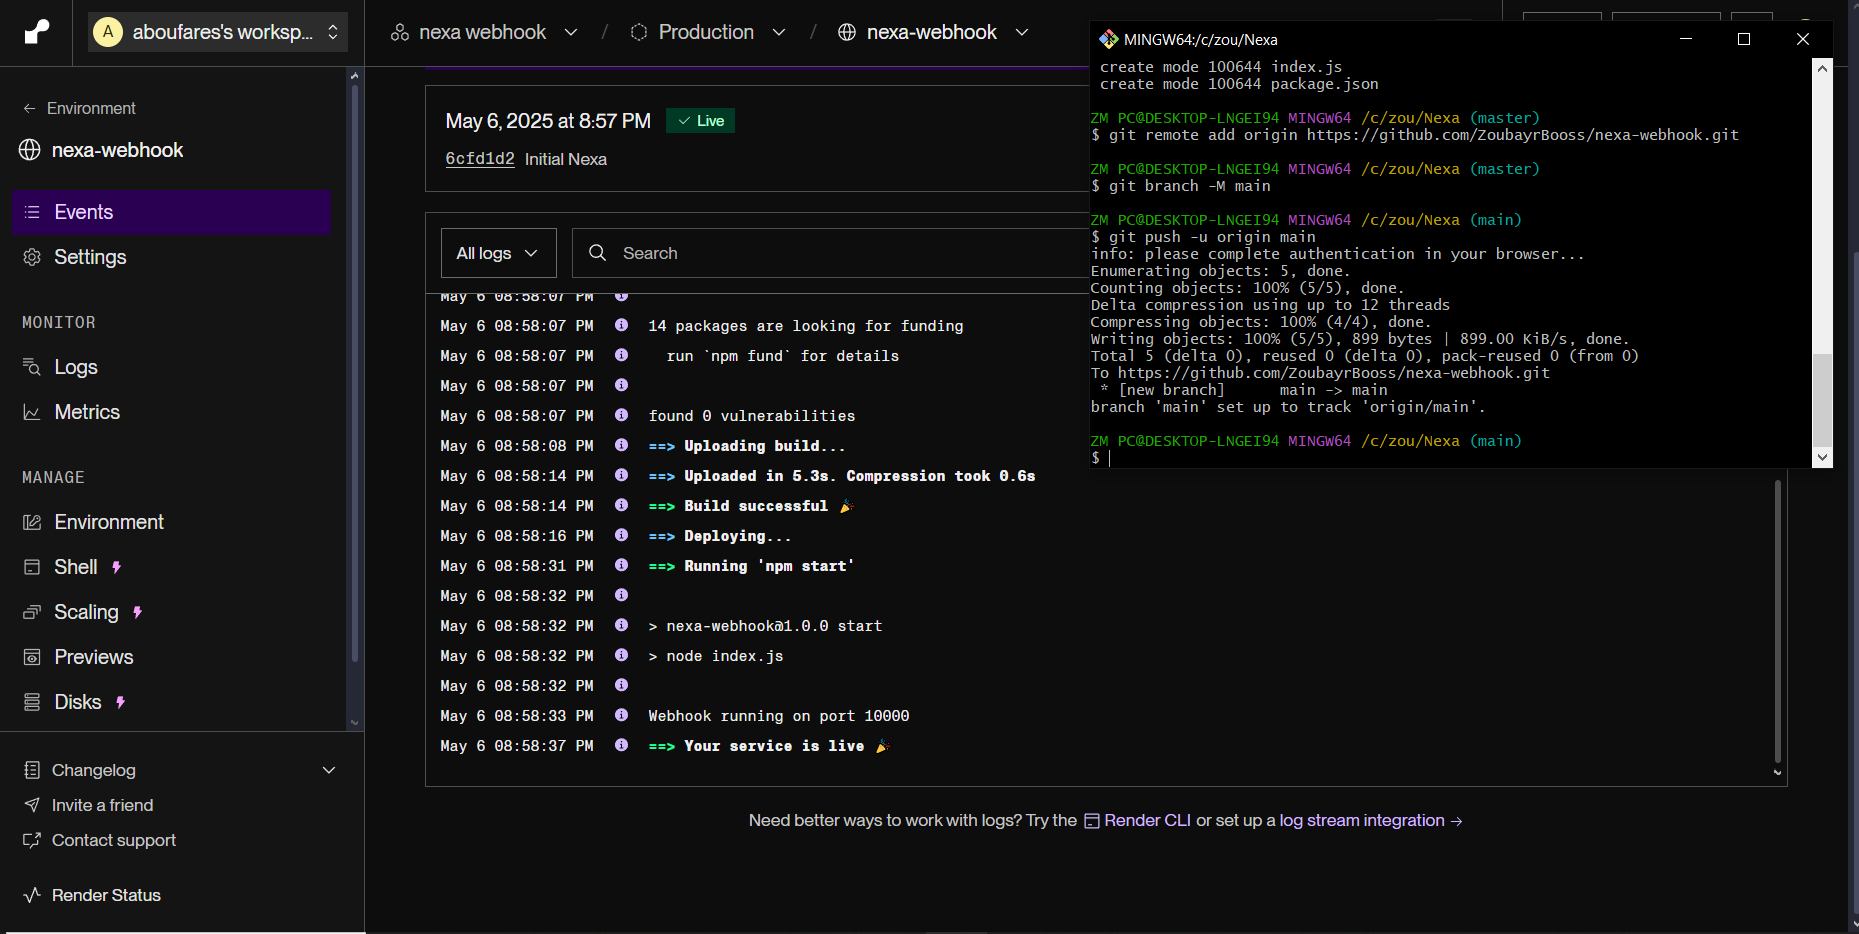 A aboufares's worksp...
nexa webhook / Production / nexa-webhook
Environment
nexa-webhook
Events
Settings
MONITOR
Logs
Metrics
MANAGE
Environment
Shell
Scaling
Previews
Disks
Changelog
Invite a friend
Contact support
Render Status
May 6, 2025 at 8:57 PM Live
6cfd1d2 Initial Nexa
All logs
Search
May 6 08:58:07 PM
May 6 08:58:07 PM 14 packages are looking for funding
May 6 08:58:07 PM run `npm fund` for details
May 6 08:58:07 PM
May 6 08:58:07 PM found 0 vulnerabilities
May 6 08:58:08 PM ==> Uploading build...
May 6 08:58:14 PM ==> Uploaded in 5.3s. Compression took 0.6s
May 6 08:58:14 PM ==> Build successful 🎉
May 6 08:58:16 PM ==> Deploying...
May 6 08:58:31 PM ==> Running 'npm start'
May 6 08:58:32 PM
May 6 08:58:32 PM > nexa-webhook@1.0.0 start
May 6 08:58:32 PM > node index.js
May 6 08:58:32 PM
May 6 08:58:33 PM Webhook running on port 10000
May 6 08:58:37 PM ==> Your service is live 🎉
Need better ways to work with logs? Try the Render CLI or set up a log stream integration →
MINGW64:/c/zou/Nexa
create mode 100644 index.js
create mode 100644 package.json
ZM PC@DESKTOP-LNGEI94 MINGW64 /c/zou/Nexa (master)
$ git remote add origin https://github.com/ZoubayrBooss/nexa-webhook.git
ZM PC@DESKTOP-LNGEI94 MINGW64 /c/zou/Nexa (master)
$ git branch -M main
ZM PC@DESKTOP-LNGEI94 MINGW64 /c/zou/Nexa (main)
$ git push -u origin main
info: please complete authentication in your browser...
Enumerating objects: 5, done.
Counting objects: 100% (5/5), done.
Delta compression using up to 12 threads
Compressing objects: 100% (4/4), done.
Writing objects: 100% (5/5), 899 bytes | 899.00 KiB/s, done.
Total 5 (delta 0), reused 0 (delta 0), pack-reused 0 (from 0)
To https://github.com/ZoubayrBooss/nexa-webhook.git
* [new branch] main -> main
branch 'main' set up to track 'origin/main'.
ZM PC@DESKTOP-LNGEI94 MINGW64 /c/zou/Nexa (main)
$